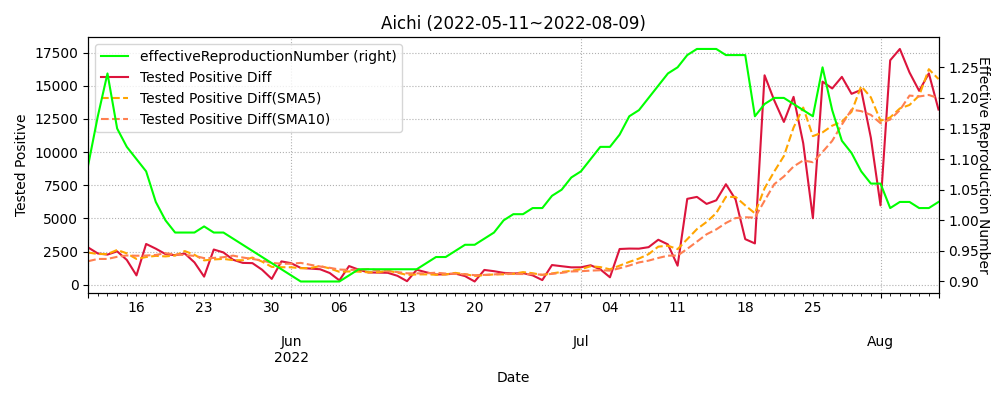 Aichi (2022-05-11~2022-08-09)
effectiveReproductionNumber (right)
Tested Positive Diff
Tested Positive Diff(SMA5)
Tested Positive Diff(SMA10)
Tested Positive
17500
15000
12500
10000
7500
5000
2500
0
1.25
1.20
1.15
1.10
1.05
1.00
0.95
0.90
Effective Reproduction Number
16 23 30 06 13 20 27 04 11 18 25
Jun Jul Aug
2022
Date